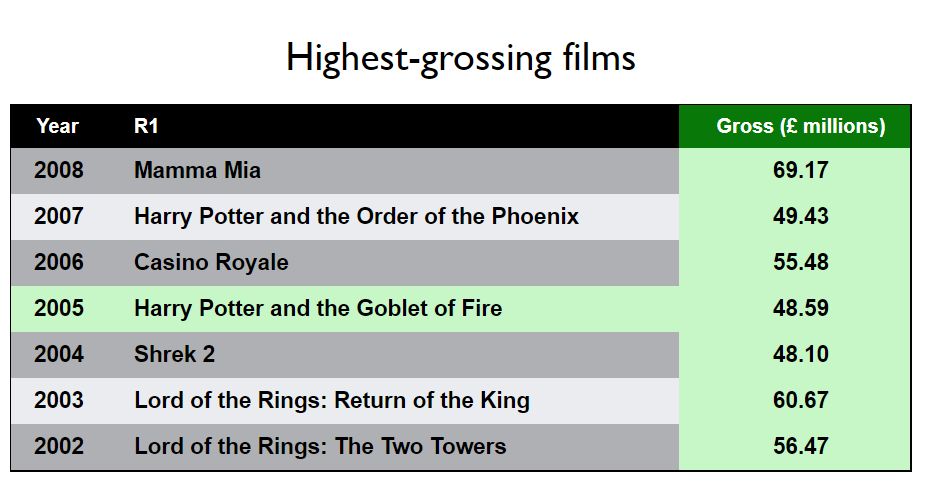 Highest-grossing films
Year R1 Gross (£ millions)
2008 Mamma Mia 69.17
2007 Harry Potter and the Order of the Phoenix 49.43
2006 Casino Royale 55.48
2005 Harry Potter and the Goblet of Fire 48.59
2004 Shrek 2 48.10
2003 Lord of the Rings: Return of the King 60.67
2002 Lord of the Rings: The Two Towers 56.47